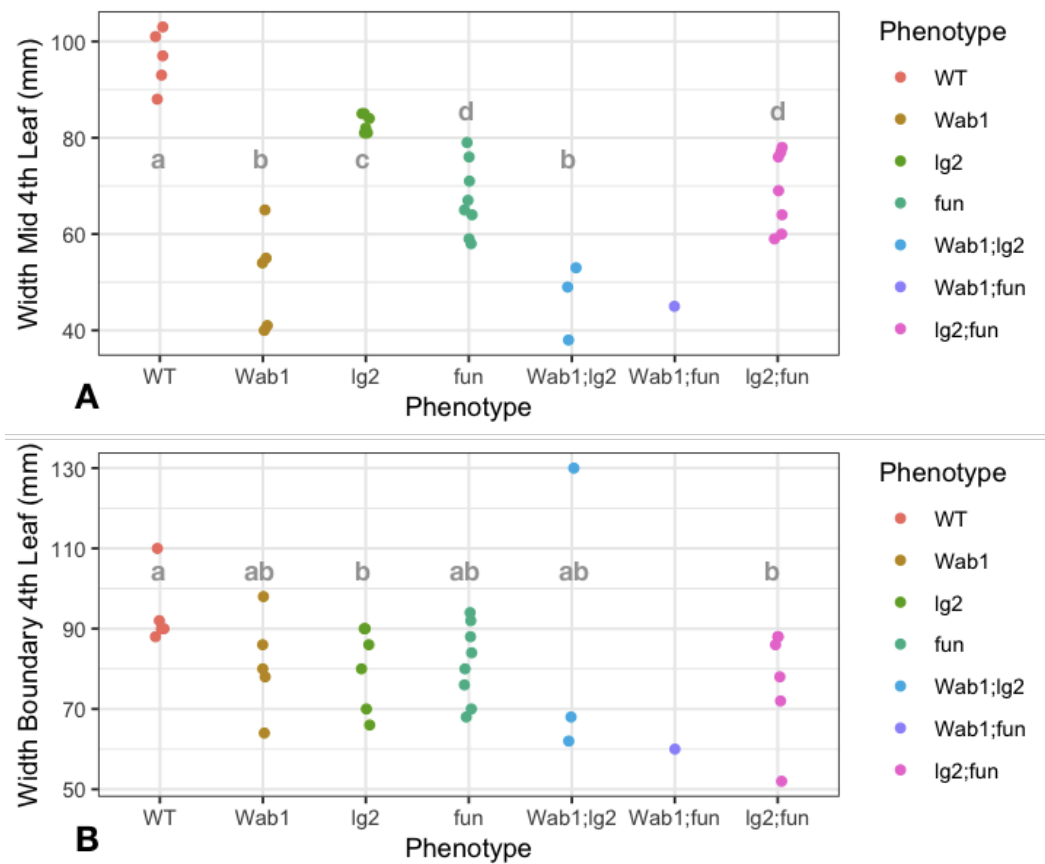 Width Mid 4th Leaf (mm)
100
80
60
40
a
b
c
d
b
d
WT
Wab1
lg2
fun
Wab1;lg2
Wab1;fun
lg2;fun
A
Phenotype
Phenotype
WT
Wab1
lg2
fun
Wab1;lg2
Wab1;fun
lg2;fun
Width Boundary 4th Leaf (mm)
130
110
90
70
50
a
ab
b
ab
ab
b
WT
Wab1
lg2
fun
Wab1;lg2
Wab1;fun
lg2;fun
B
Phenotype
Phenotype
WT
Wab1
lg2
fun
Wab1;lg2
Wab1;fun
lg2;fun